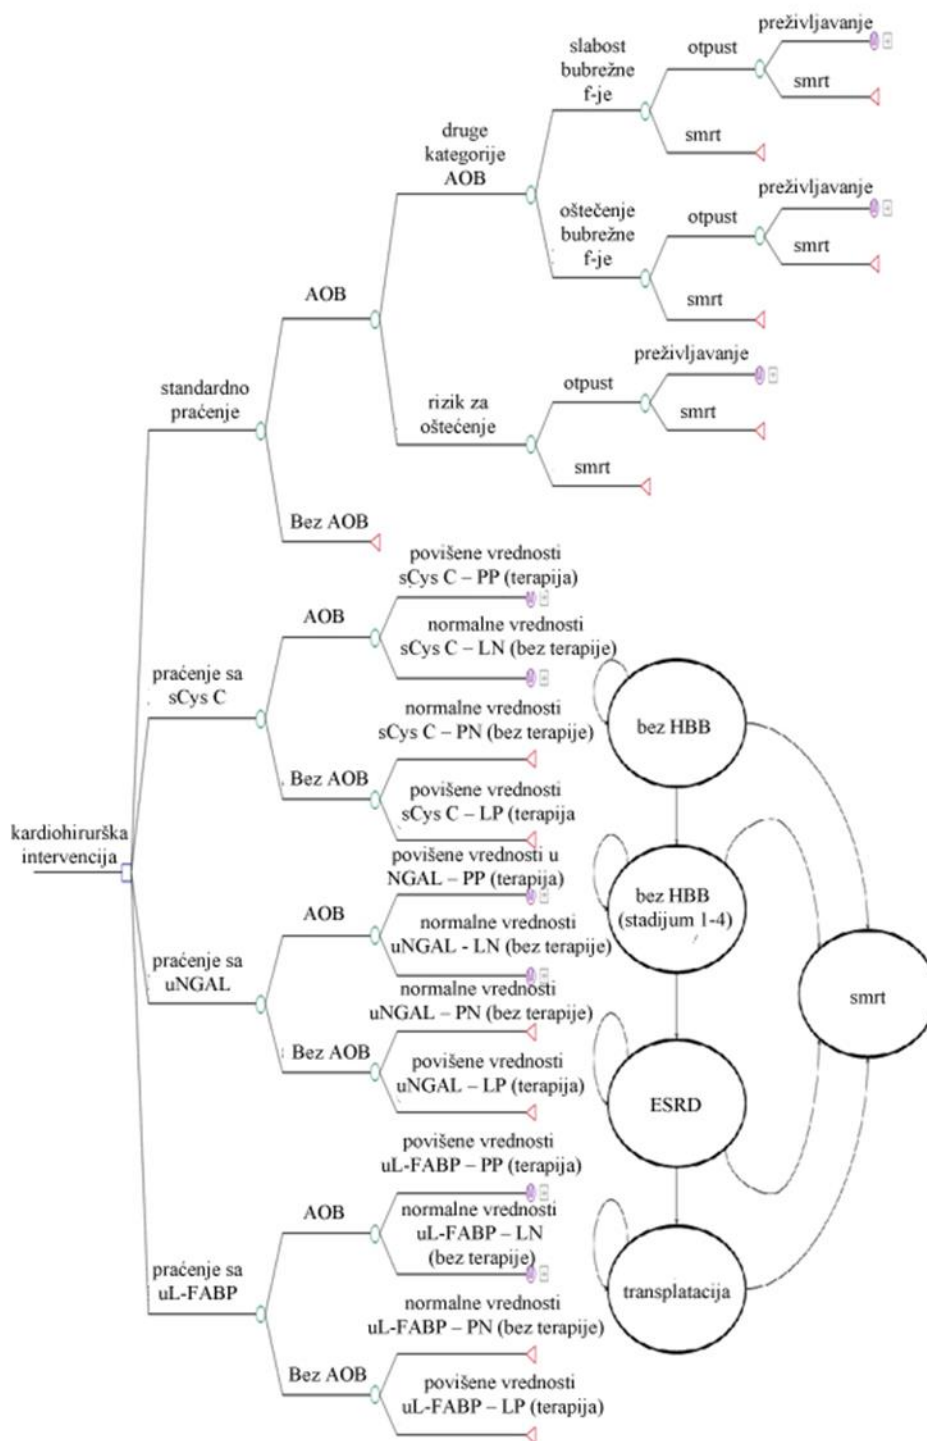 preživljavanje
slabost
bubrežne
f-je
otpust
smrt
smrt
druge
kategorije
AOB
preživljavanje
oštečenje
bubrežne
f-je
otpust
smrt
smrt
AOB
preživljavanje
otpust
rizik za
oštećenje
smrt
smrt
standardno
praćenje
Bez AOB
povišene vrednosti
sCys C – PP (terapija)
AOB
normalne vrednosti
sCys C – LN (bez terapije)
praćenje sa
sCys C
normalne vrednosti
sCys C – PN (bez terapije)
Bez AOB
povišene vrednosti
sCys C – LP (terapija
kardiohirurška
intervencija
povišene vrednosti u
NGAL – PP (terapija)
AOB
normalne vrednosti
uNGAL - LN (bez terapije)
praćenje sa
uNGAL
normalne vrednosti
uNGAL – PN (bez terapije)
Bez AOB
povišene vrednosti
uNGAL – LP (terapija)
povišene vrednosti
uL-FABP – PP (terapija)
AOB
normalne vrednosti
uL-FABP – LN
(bez terapije)
praćenje sa
uL-FABP
normalne vrednosti
uL-FABP – PN (bez terapije)
Bez AOB
povišene vrednosti
uL-FABP – LP (terapija)
bez HBB
bez HBB
(stadijum 1-4)
smrt
ESRD
transplatacija